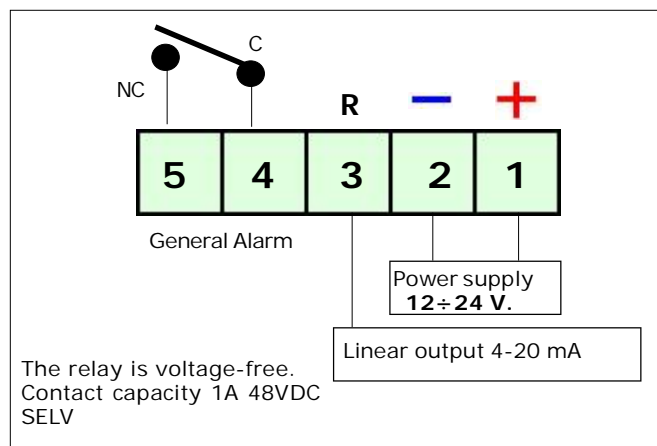 C
NC
R − +
5 4 3 2 1
General Alarm
Power supply
12÷24 V.
Linear output 4-20 mA
The relay is voltage-free.
Contact capacity 1A 48VDC
SELV